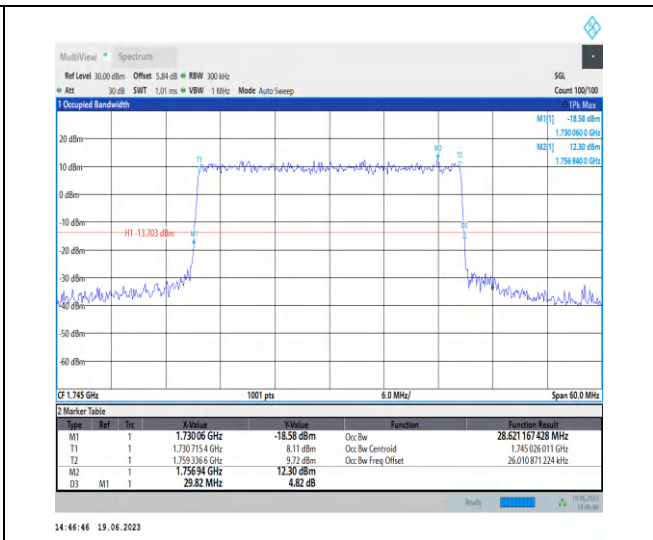 MultiView Spectrum
Ref Level 30.00 dBm Offset 5.84 dB RBW 300 kHz SGL
Att 30 dB SWT 1.01 ms VBW 1 MHz Mode Auto Sweep Count 100/100
1 Occupied Bandwidth 1Pk Max
M1[1] -18.58 dBm
1.730 060 0 GHz
M2[1] 12.30 dBm
1.756 940 0 GHz
20 dBm
M2
T1
10 dBm
0 dBm
-10 dBm
H1 -13.703 dBm M1
-20 dBm
-30 dBm
-40 dBm
-50 dBm
-60 dBm
CF 1.745 GHz 1001 pts 6.0 MHz/ Span 60.0 MHz
2 Marker Table
Type Ref Trc X-Value Y-Value Function Function Result
M1 1 1.73006 GHz -18.58 dBm Occ Bw 28.621 167 428 MHz
T1 1 1.730 715 4 GHz 8.11 dBm Occ Bw Centroid 1.745 026 011 GHz
T2 1 1.759 336 6 GHz 9.72 dBm Occ Bw Freq Offset 26.010 871 224 kHz
M2 1 1.75694 GHz 12.30 dBm
D3 M1 1 29.82 MHz 4.82 dB
Ready 19.06.2023
14:46:46
14:46:46 19.06.2023